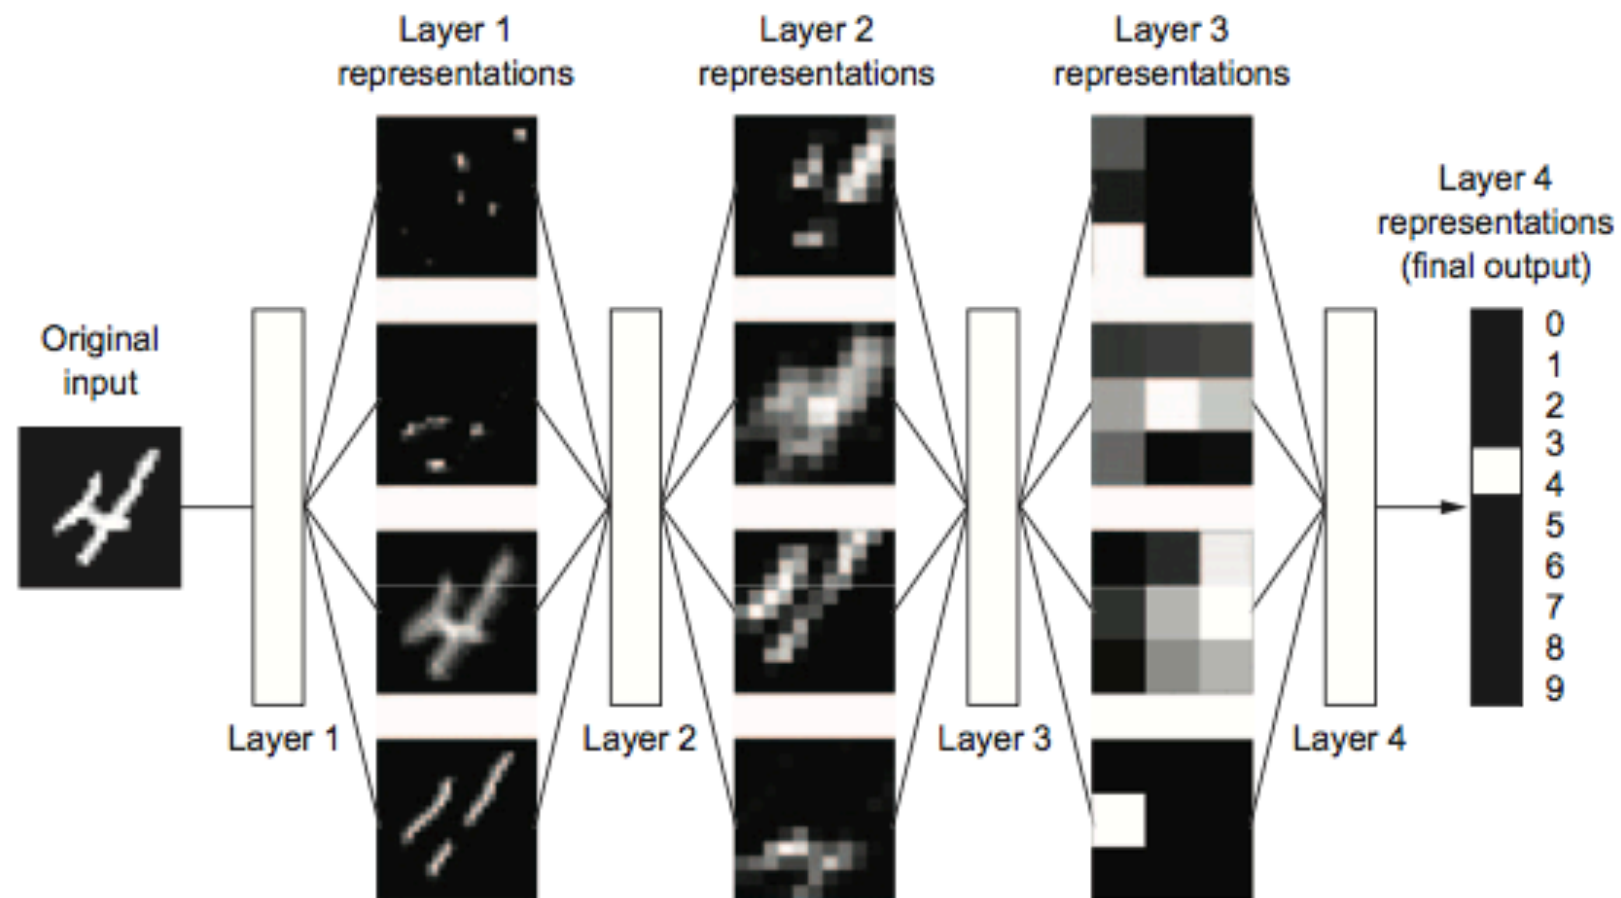 Layer 1
representations
Layer 2
representations
Layer 3
representations
Layer 4
representations
(final output)
Original
input
0
1
2
3
4
5
6
7
8
9
Layer 1
Layer 2
Layer 3
Layer 4